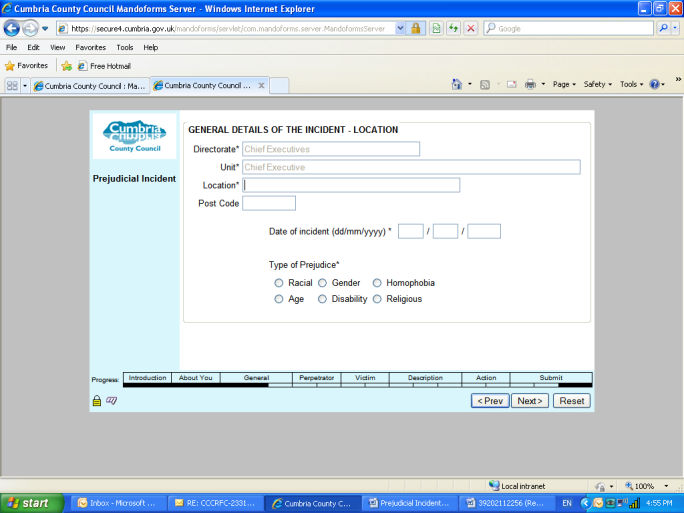 Cumbria County Council Mandoforms Server - Windows Internet Explorer
https://secure4.cumbria.gov.uk/mandoforms/servlet/com.mandoforms.server.MandoformsServer
Google
File Edit View Favorites Tools Help
Favorites Free Hotmail
Cumbria County Council : Ma... Cumbria County Council ... X
Page Safety Tools
Cumbria
County Council
Prejudicial Incident
GENERAL DETAILS OF THE INCIDENT - LOCATION
Directorate* Chief Executives
Unit* Chief Executive
Location*
Post Code
Date of incident (dd/mm/yyyy) * / /
Type of Prejudice*
Racial Gender Homophobia
Age Disability Religious
Progress: Introduction About You General Perpetrator Victim Description Action Submit
< Prev Next > Reset
Local intranet 100%
start Inbox - Microsoft ... RE: CCCRFC-2331... Cumbria County C... Prejudicial Incident... 39202112256 (Re... EN 4:55 PM